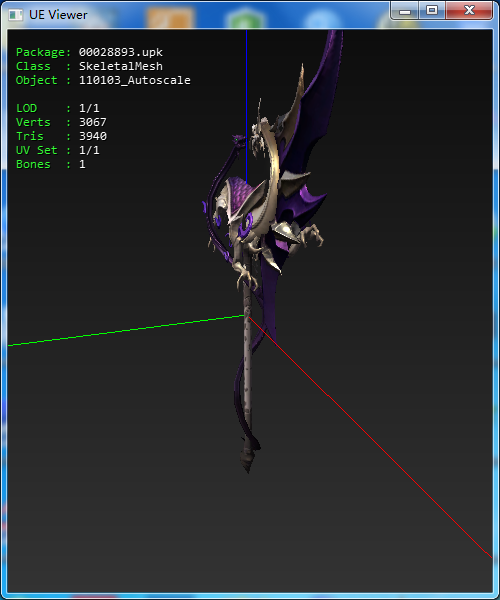 UE Viewer
Package: 00028893.upk
Class : SkeletalMesh
Object : 110103_Autoscale
LOD : 1/1
Verts : 3067
Tris : 3940
UV Set : 1/1
Bones : 1